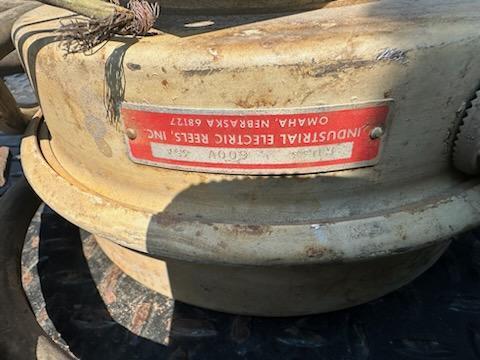 600V
INDUSTRIAL ELECTRIC REELS, INC.
OMAHA, NEBRASKA 68127